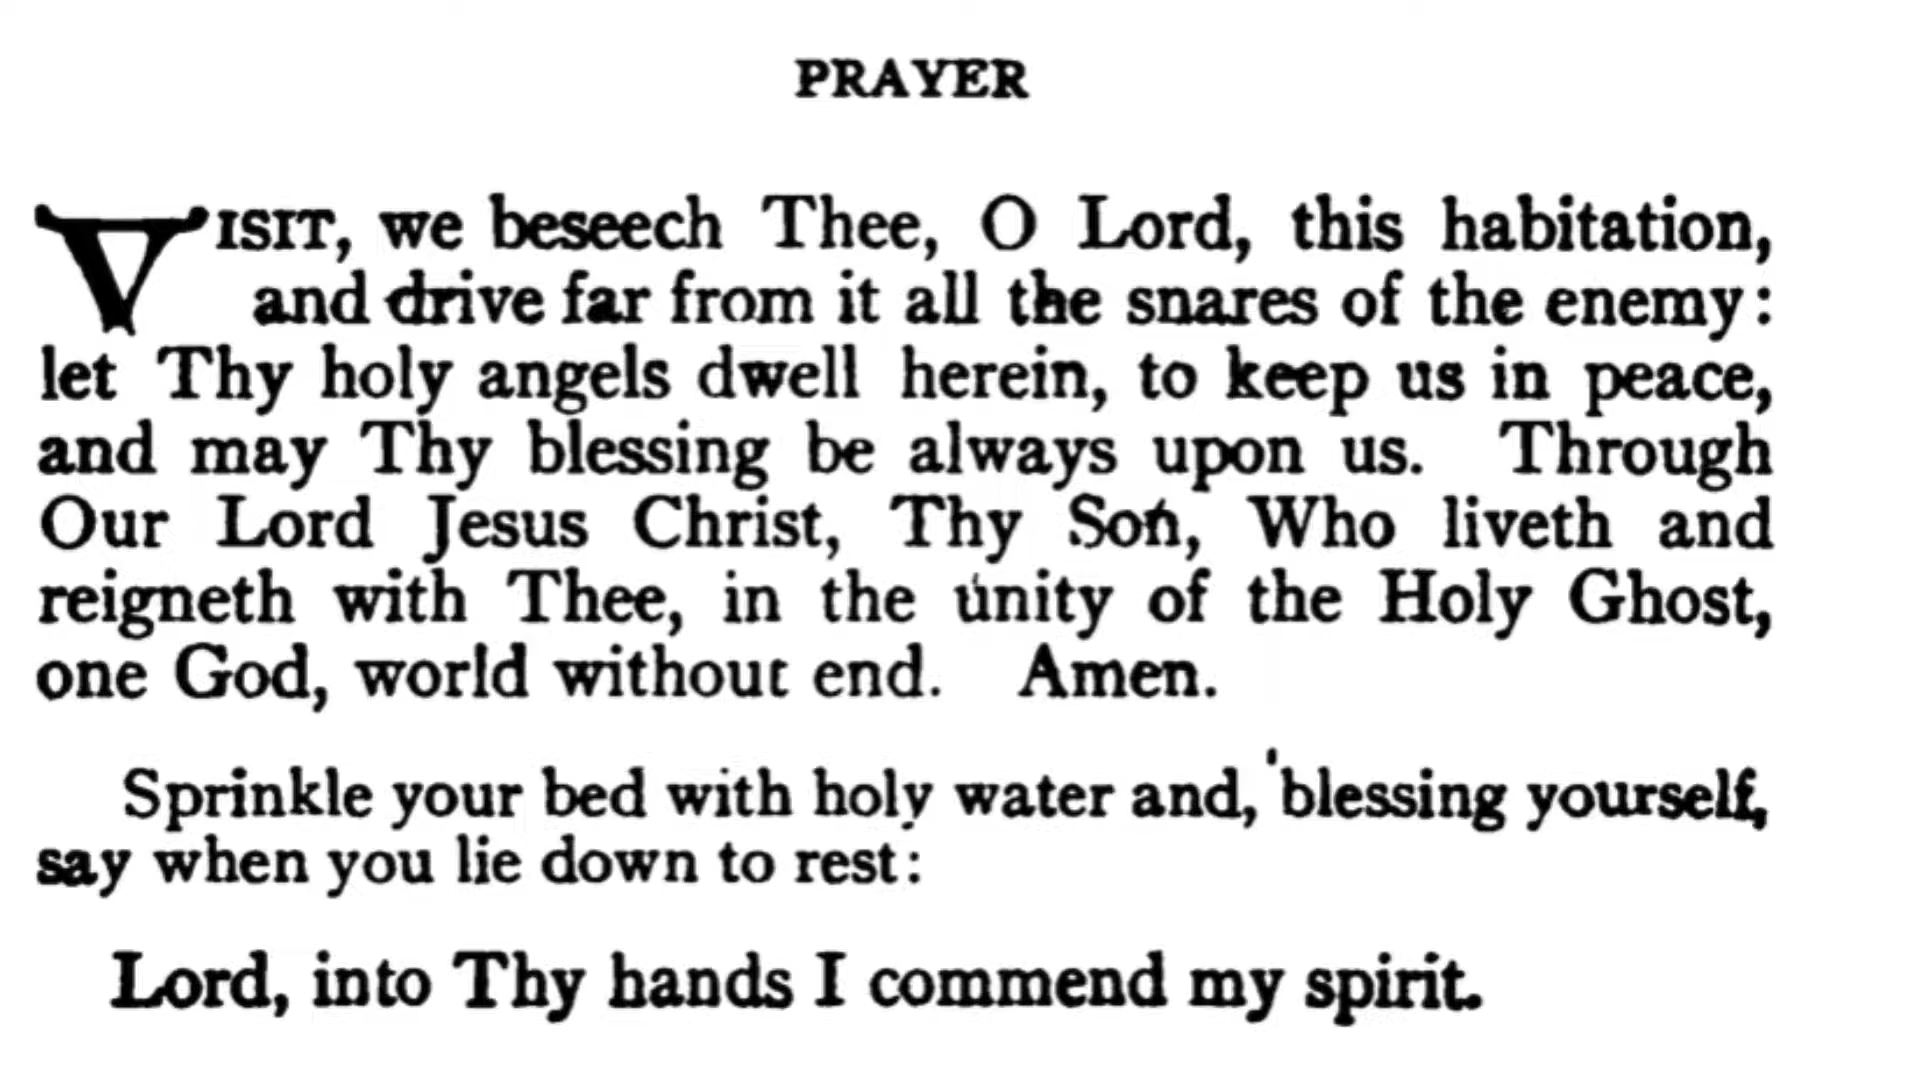 PRAYER
VISIT, we beseech Thee, O Lord, this habitation,
and drive far from it all the snares of the enemy:
let Thy holy angels dwell herein, to keep us in peace,
and may Thy blessing be always upon us. Through
Our Lord Jesus Christ, Thy Son, Who liveth and
reigneth with Thee, in the unity of the Holy Ghost,
one God, world without end. Amen.
Sprinkle your bed with holy water and, blessing yourself,
say when you lie down to rest:
Lord, into Thy hands I commend my spirit.